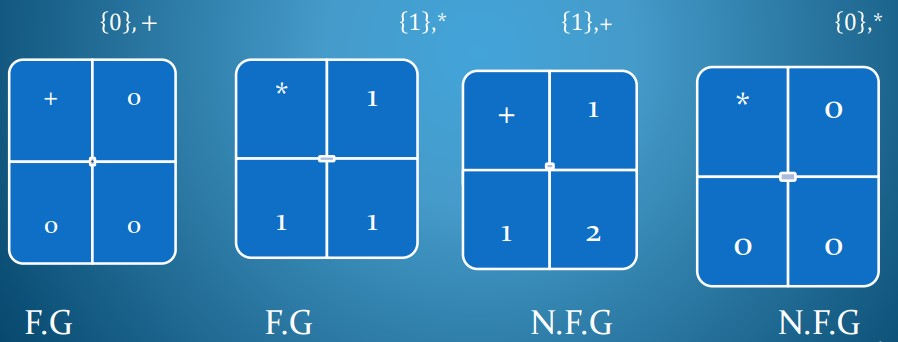 {0}, + {1},* {1},+ {0},*
+ 0 * 1 + 1 * 0
0 0 1 1 1 2 0 0
F.G F.G N.F.G N.F.G